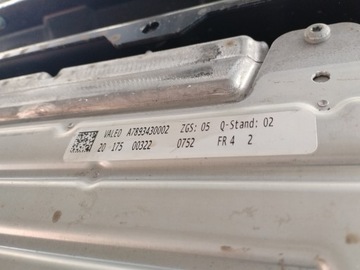 VALEO A7893430002 ZGS: 05 Q-Stand: 02
20 175 00322 0752 FR 4 2